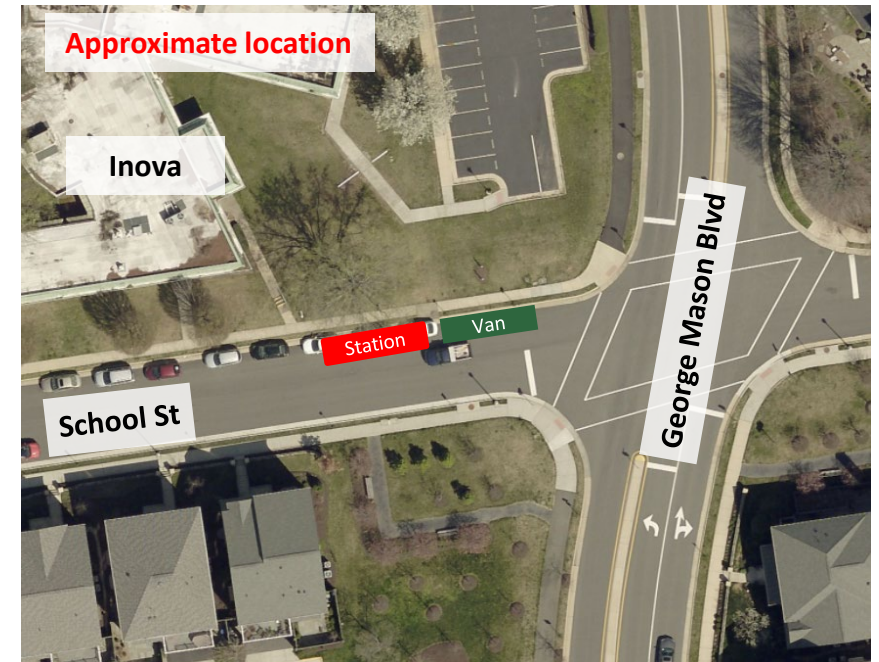 Approximate location
Inova
Station
Van
School St
George Mason Blvd